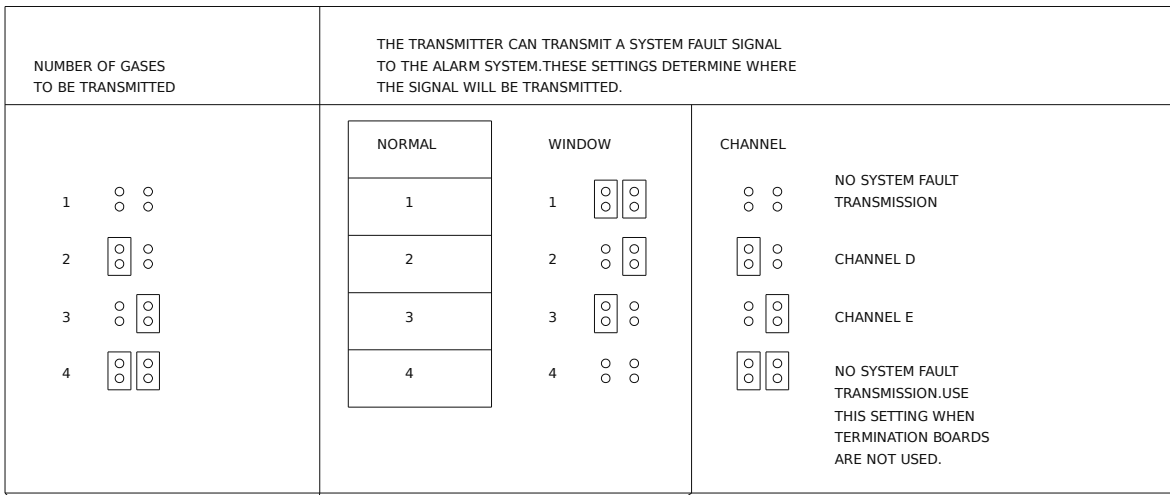 NUMBER OF GASES
TO BE TRANSMITTED
THE TRANSMITTER CAN TRANSMIT A SYSTEM FAULT SIGNAL
TO THE ALARM SYSTEM.THESE SETTINGS DETERMINE WHERE
THE SIGNAL WILL BE TRANSMITTED.
1
2
3
4
NORMAL
1
2
3
4
WINDOW
1
2
3
4
CHANNEL
NO SYSTEM FAULT
TRANSMISSION
CHANNEL D
CHANNEL E
NO SYSTEM FAULT
TRANSMISSION.USE
THIS SETTING WHEN
TERMINATION BOARDS
ARE NOT USED.